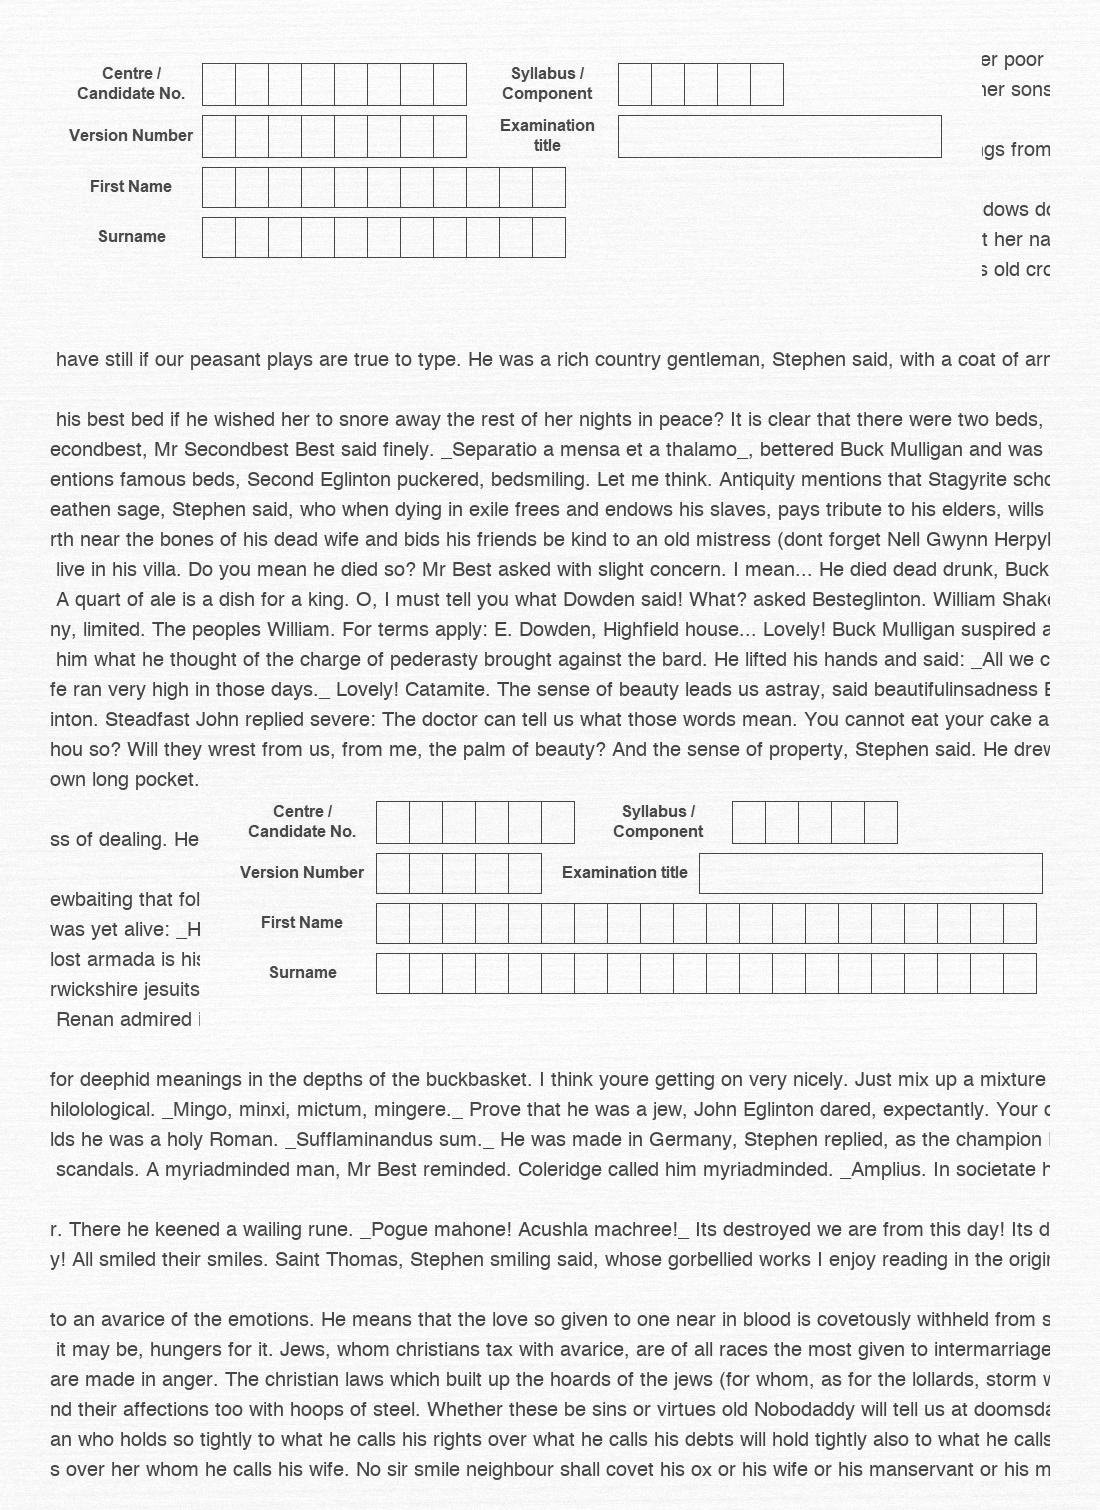 er poor
Centre / Candidate No.
Syllabus / Component
her sons
Version Number
Examination title
from
First Name
t her
Surname
old
have still if our peasant plays are true to type. He was a rich country gentleman, Stephen said, with a coat of
his best bed if he wished her to snore away the rest of her nights in peace? It is clear that there were two beds,
econdbest, Mr Secondbest Best said finely. _Separatio a mensa et a thalamo_, bettered Buck Mulligan and was
entions famous beds, Second Eglinton puckered, bedsmiling. Let me think. Antiquity mentions that Stagyrite
eathen sage, Stephen said, who when dying in exile frees and endows his slaves, pays tribute to his elders, wills
rth near the bones of his dead wife and bids his friends be kind to an old mistress (dont forget Nell Gwynn
live in his villa. Do you mean he died so? Mr Best asked with slight concern. I mean... He died dead drunk, Buck
A quart of ale is a dish for a king. O, I must tell you what Dowden said! What? asked Besteglinton. William
ny, limited. The peoples William. For terms apply: E. Dowden, Highfield house... Lovely! Buck Mulligan suspired a
him what he thought of the charge of pederasty brought against the bard. He lifted his hands and said: _All we c
fe ran very high in those days._ Lovely! Catamite. The sense of beauty leads us astray, said beautifulinsadness
inton. Steadfast John replied severe: The doctor can tell us what those words mean. You cannot eat your cake a
hou so? Will they wrest from us, from me, the palm of beauty? And the sense of property, Stephen said. He drew
own long pocket.
Centre / Candidate No.
Syllabus / Component
ss of dealing. He
Version Number
Examination title
ewbaiting that fol
First Name
was yet alive: _H
lost armada is his
Surname
rwickshire jesuits
Renan admired
for deephid meanings in the depths of the buckbasket. I think youre getting on very nicely. Just mix up a mixture
hilolological. _Mingo, minxi, mictum, mingere._ Prove that he was a jew, John Eglinton dared, expectantly. Your
lds he was a holy Roman. _Sufflaminandus sum._ He was made in Germany, Stephen replied, as the champion
scandals. A myriadminded man, Mr Best reminded. Coleridge called him myriadminded. _Amplius. In societate h
r. There he keened a wailing rune. _Pogue mahone! Acushla machree!_ Its destroyed we are from this day! Its d
y! All smiled their smiles. Saint Thomas, Stephen smiling said, whose gorbellied works I enjoy reading in the
to an avarice of the emotions. He means that the love so given to one near in blood is covetously withheld from s
it may be, hungers for it. Jews, whom christians tax with avarice, are of all races the most given to intermarriage
are made in anger. The christian laws which built up the hoards of the jews (for whom, as for the lollards, storm
nd their affections too with hoops of steel. Whether these be sins or virtues old Nobodaddy will tell us at
an who holds so tightly to what he calls his rights over what he calls his debts will hold tightly also to what he calls
s over her whom he calls his wife. No sir smile neighbour shall covet his ox or his wife or his manservant or his